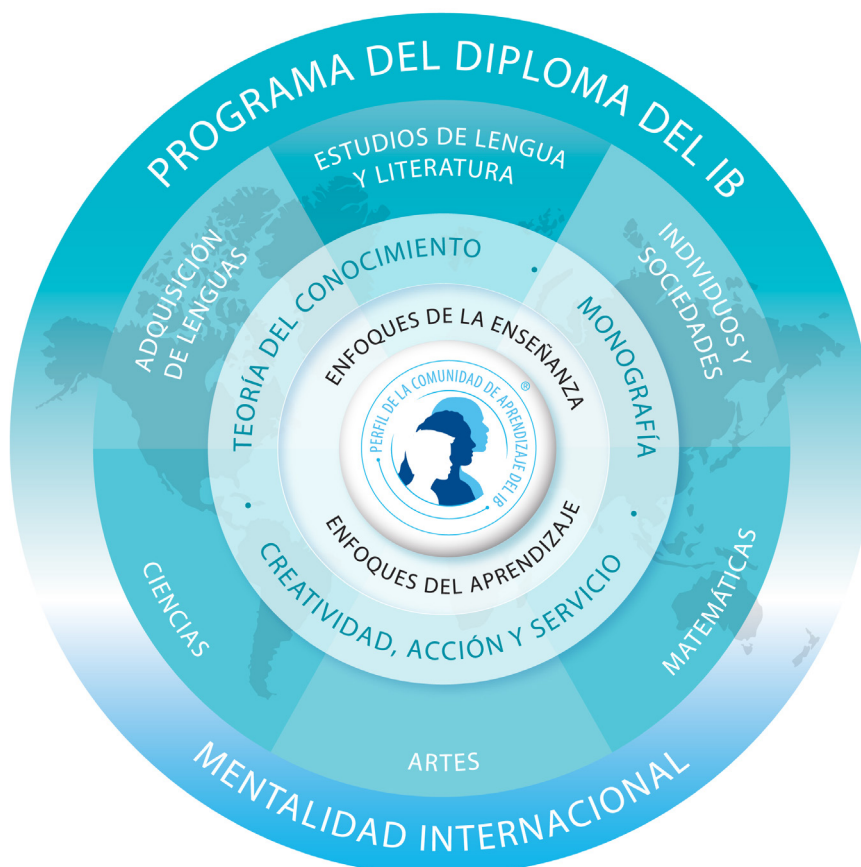 PROGRAMA DEL DIPLOMA DEL IB
ESTUDIOS DE LENGUA
Y LITERATURA
ADQUISICIÓN
DE LENGUAS
INDIVIDUOS Y
SOCIEDADES
TEORÍA DEL CONOCIMIENTO
MONOGRAFÍA
ENFOQUES DE LA ENSEÑANZA
PERFIL DE LA COMUNIDAD DE APRENDIZAJE DEL IB
®
ENFOQUES DEL APRENDIZAJE
CREATIVIDAD, ACCIÓN Y SERVICIO
CIENCIAS
MATEMÁTICAS
ARTES
MENTALIDAD INTERNACIONAL